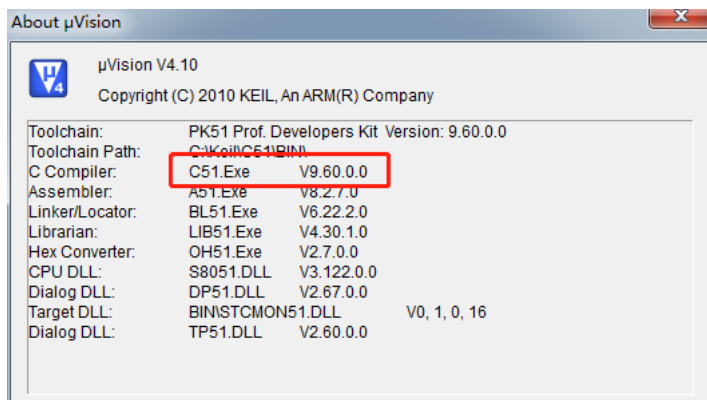 About µVision
µVision V4.10
Copyright (C) 2010 KEIL, An ARM(R) Company
Toolchain: PK51 Prof. Developers Kit Version: 9.60.0.0
Toolchain Path: C:\Keil\C51\BIN\
C Compiler: C51.Exe V9.60.0.0
Assembler: A51.Exe V8.2.7.0
Linker/Locator: BL51.Exe V6.22.2.0
Librarian: LIB51.Exe V4.30.1.0
Hex Converter: OH51.Exe V2.7.0.0
CPU DLL: S8051.DLL V3.122.0.0
Dialog DLL: DP51.DLL V2.67.0.0
Target DLL: BIN\STCMON51.DLL V0, 1, 0, 16
Dialog DLL: TP51.DLL V2.60.0.0